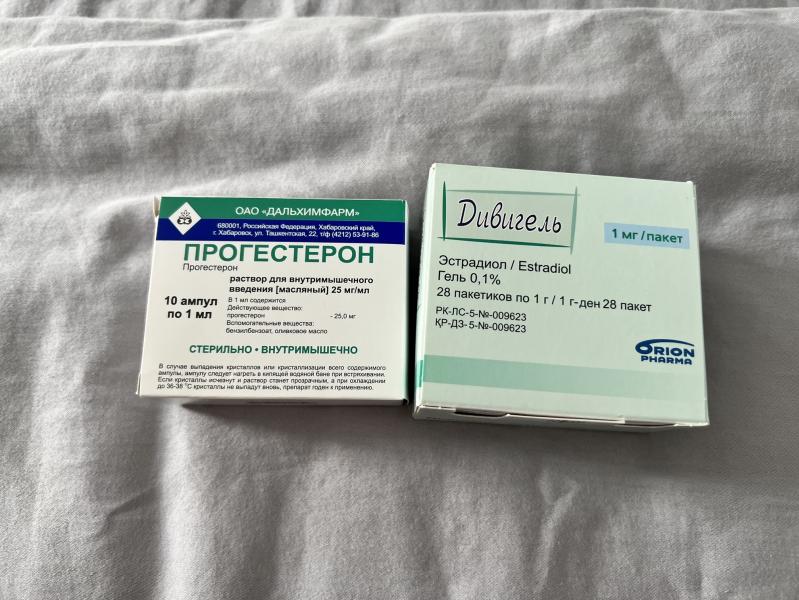 ОАО «ДАЛЬХИМФАРМ»
680001, Российская Федерация, Хабаровский край,
г. Хабаровск, ул. Ташкентская, 22, т/ф (4212) 53-91-86
ПРОГЕСТЕРОН
Прогестерон
раствор для внутримышечного
введения [масляный] 25 мг/мл
10 ампул
по 1 мл
В 1 мл содержится
Действующее вещество:
прогестерон - 25,0 мг
Вспомогательные вещества:
бензилбензоат, оливковое масло
СТЕРИЛЬНО • ВНУТРИМЫШЕЧНО
В случае выпадения кристаллов или кристаллизации всего содержимого
ампулы, ампулу следует нагреть в кипящей водяной бане при встряхивании.
Если кристаллы исчезнут и раствор станет прозрачным, а при охлаждении
до 36-38 °С кристаллы не выпадут вновь, препарат годен к применению.
Дивигель
1 мг/пакет
Эстрадиол / Estradiol
Гель 0,1%
28 пакетиков по 1 г / 1 г-ден 28 пакет
РК-ЛС-5-№-009623
ҚР-ДЗ-5-№-009623
ORION
PHARMA